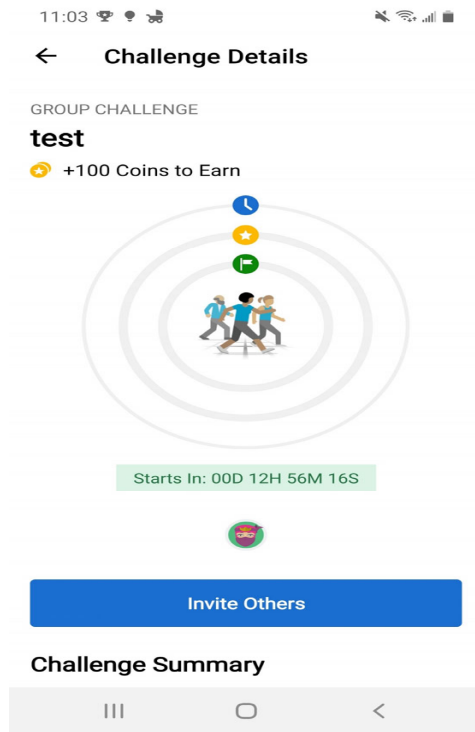 11:03
Challenge Details
GROUP CHALLENGE
test
+100 Coins to Earn
Starts In: 00D 12H 56M 16S
Invite Others
Challenge Summary